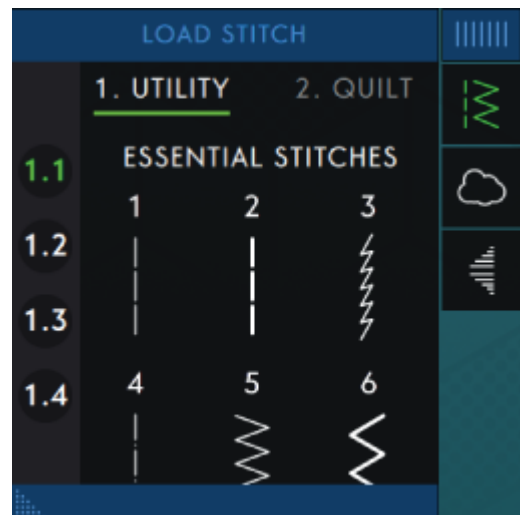 LOAD STITCH
1. UTILITY 2. QUILT
ESSENTIAL STITCHES
1.1
1 2 3
1.2
1.3
4 5 6
1.4